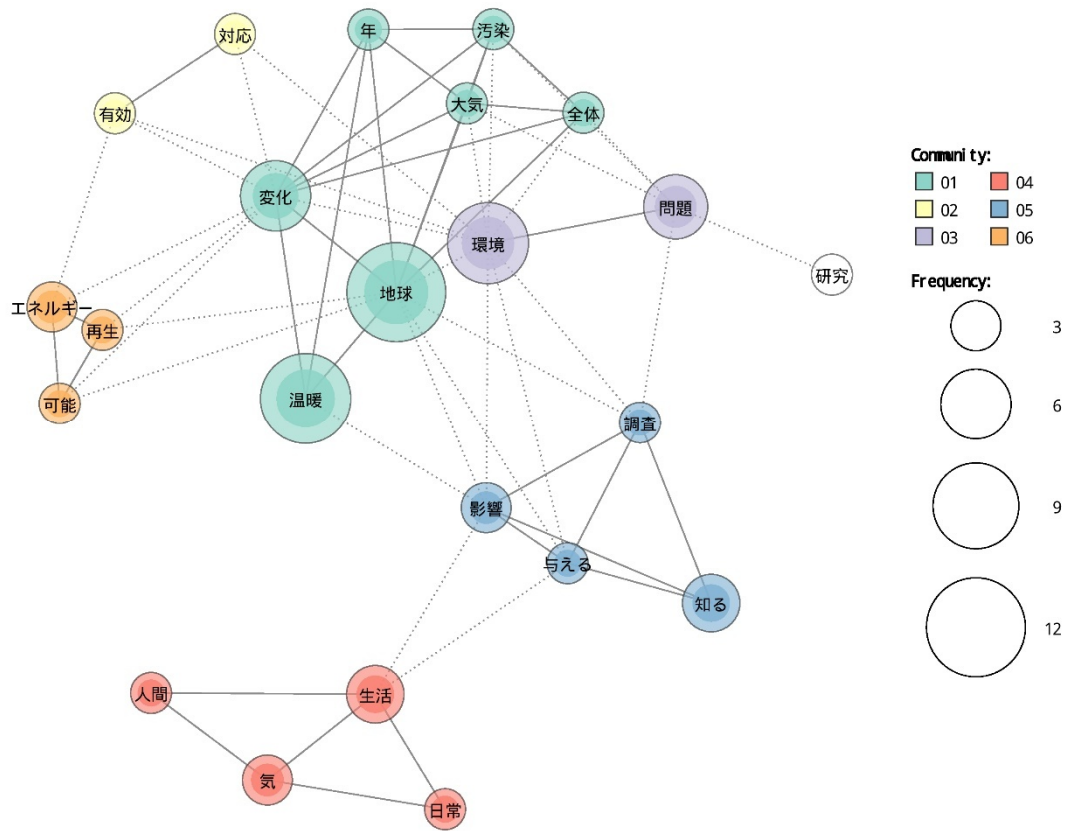 対応
年
汚染
有効
大気
全体
変化
問題
環境
研究
地球
エネルギー
再生
可能
温暖
調査
影響
与える
知る
人間
生活
気
日常
Community:
01
04
02
05
03
06
Frequency:
3
6
9
12